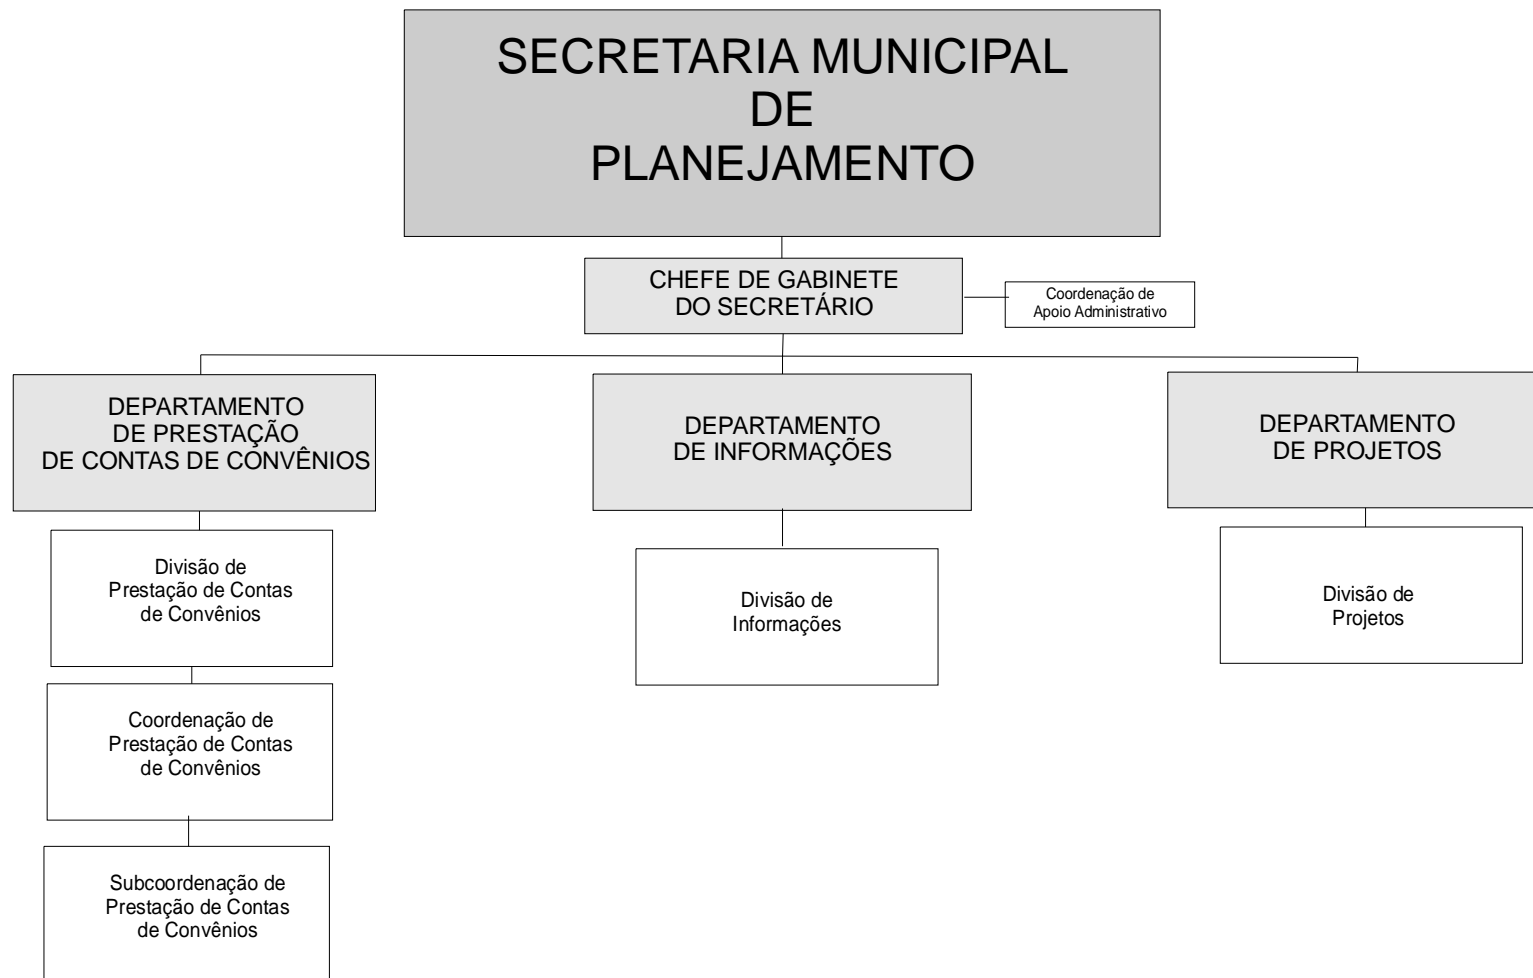 SECRETARIA MUNICIPAL
DE
PLANEJAMENTO
CHEFE DE GABINETE
DO SECRETÁRIO
Coordenação de
Apoio Administrativo
DEPARTAMENTO
DE PRESTAÇÃO
DE CONTAS DE CONVÊNIOS
DEPARTAMENTO
DE INFORMAÇÕES
DEPARTAMENTO
DE PROJETOS
Divisão de
Prestação de Contas
de Convênios
Divisão de
Informações
Divisão de
Projetos
Coordenação de
Prestação de Contas
de Convênios
Subcoordenação de
Prestação de Contas
de Convênios